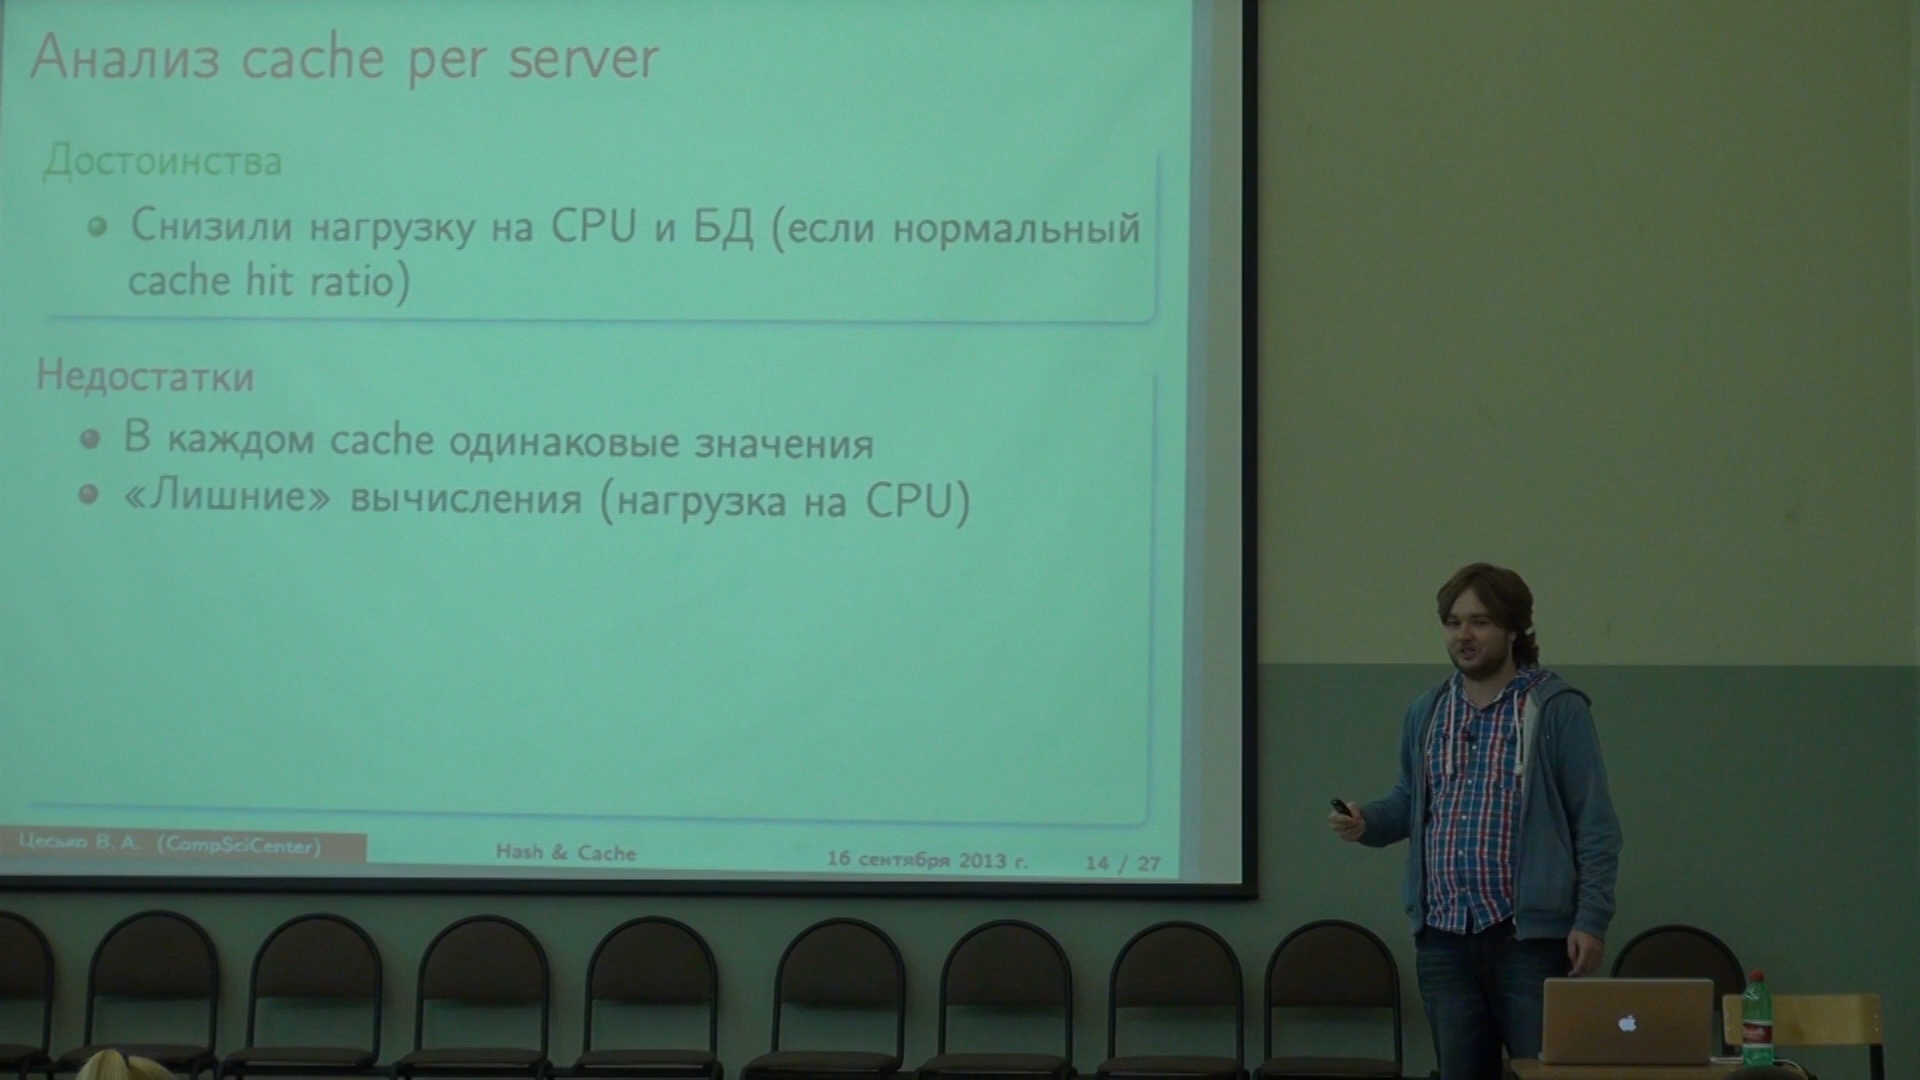 Анализ cache per server
Достоинства
Снизили нагрузку на CPU и БД (если нормальный
cache hit ratio)
Недостатки
В каждом cache одинаковые значения
«Лишние» вычисления (нагрузка на CPU)
Цесько В. А. (CompSciCenter)
Hash & Cache
16 сентября 2013 г.
14 / 27